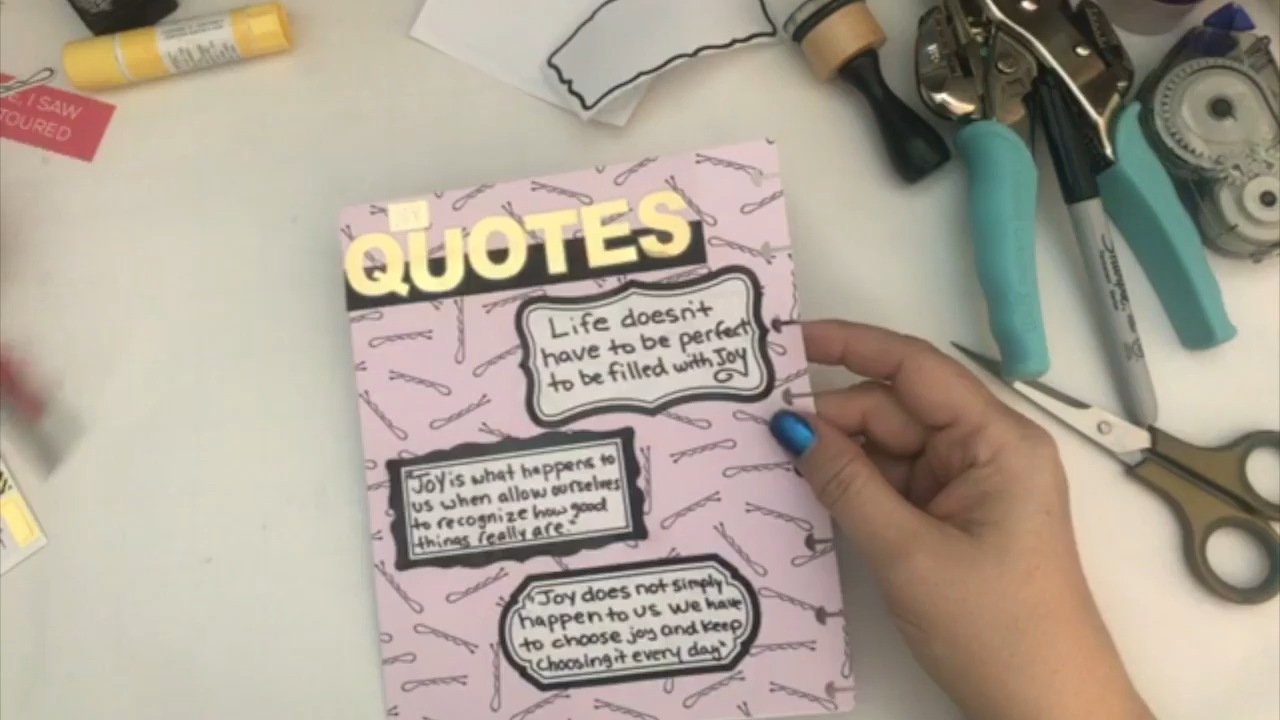 , I SAW
TOURED
QUOTES
Life doesn't
have to be perfect
to be filled with Joy
"Joy is what happens to
us when allow ourselves
to recognize how good
things really are."
"Joy does not simply
happen to us we have
to choose joy and keep
choosing it every day"
Sharpie